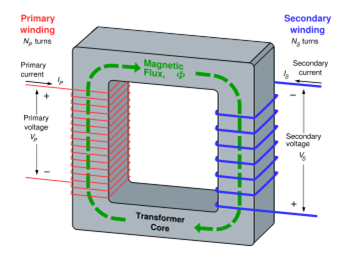 Primary
winding
Nₚ turns
Secondary
winding
Nₛ turns
Primary
current
Iₚ
+
Primary
voltage
Vₚ
−
Magnetic
Flux, Φ
Transformer
Core
Secondary
current
Iₛ
−
Secondary
voltage
Vₛ
+